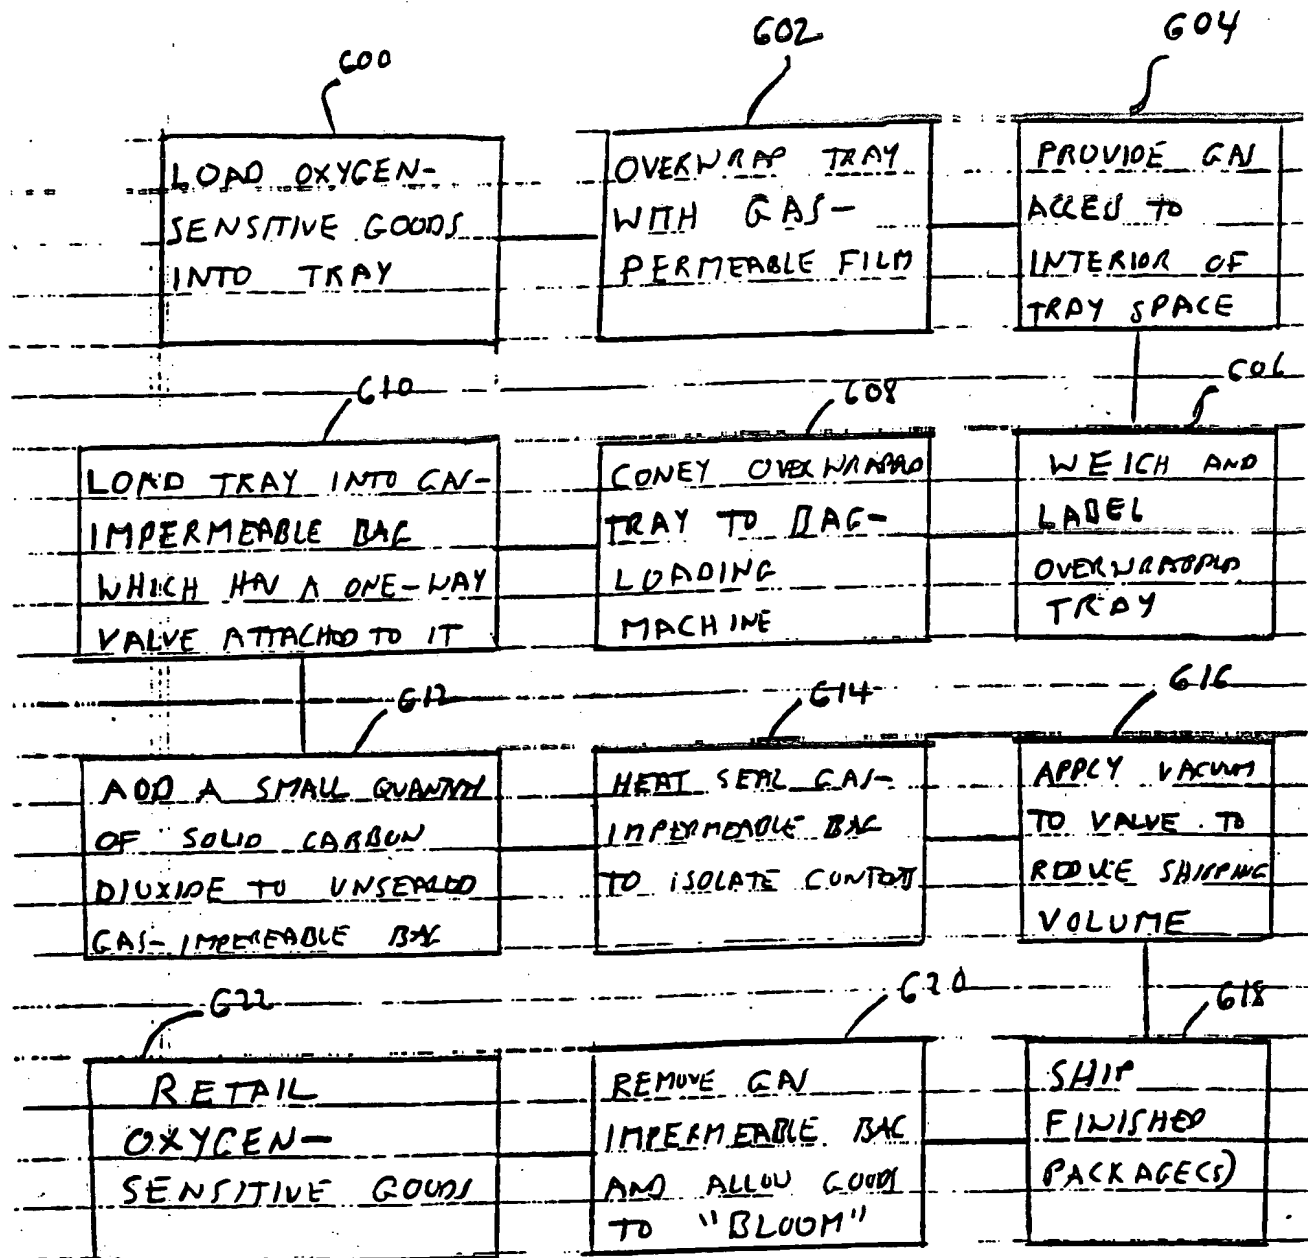 600
LOAD OXYGEN-
SENSITIVE GOODS
INTO TRAY
602
OVERWRAP TRAY
WITH GAS-
PERMEABLE FILM
604
PROVIDE GAS
ACCESS TO
INTERIOR OF
TRAY SPACE
606
WEIGH AND
LABEL
OVERWRAPPED
TRAY
608
CONEY OVERWRAPPED
TRAY TO BAG-
LOADING
MACHINE
610
LOAD TRAY INTO GAS-
IMPERMEABLE BAG
WHICH HAS A ONE-WAY
VALVE ATTACHED TO IT
612
ADD A SMALL QUANTITY
OF SOLID CARBON
DIOXIDE TO UNSEALED
GAS-IMPEREABLE BAG
614
HEAT SEAL GAS-
IMPERMEABLE BAG
TO ISOLATE CONTENTS
616
APPLY VACUUM
TO VALVE TO
REDUCE SHIPPING
VOLUME
618
SHIP
FINISHED
PACKAGE(S)
620
REMOVE GAS
IMPERMEABLE BAG
AND ALLOW GOODS
TO "BLOOM"
622
RETAIL
OXYGEN-
SENSITIVE GOODS